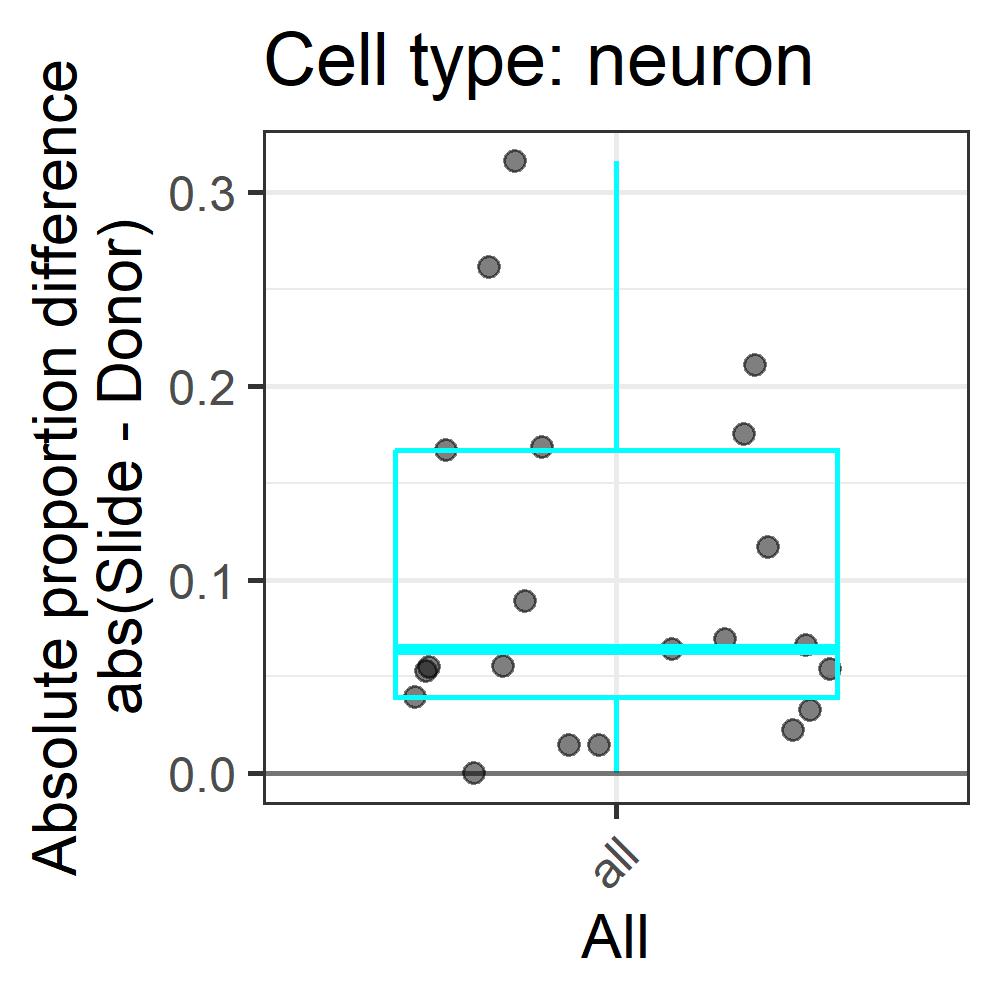 Cell type: neuron
Absolute proportion difference
abs(Slide - Donor)
0.3
0.2
0.1
0.0
all
All